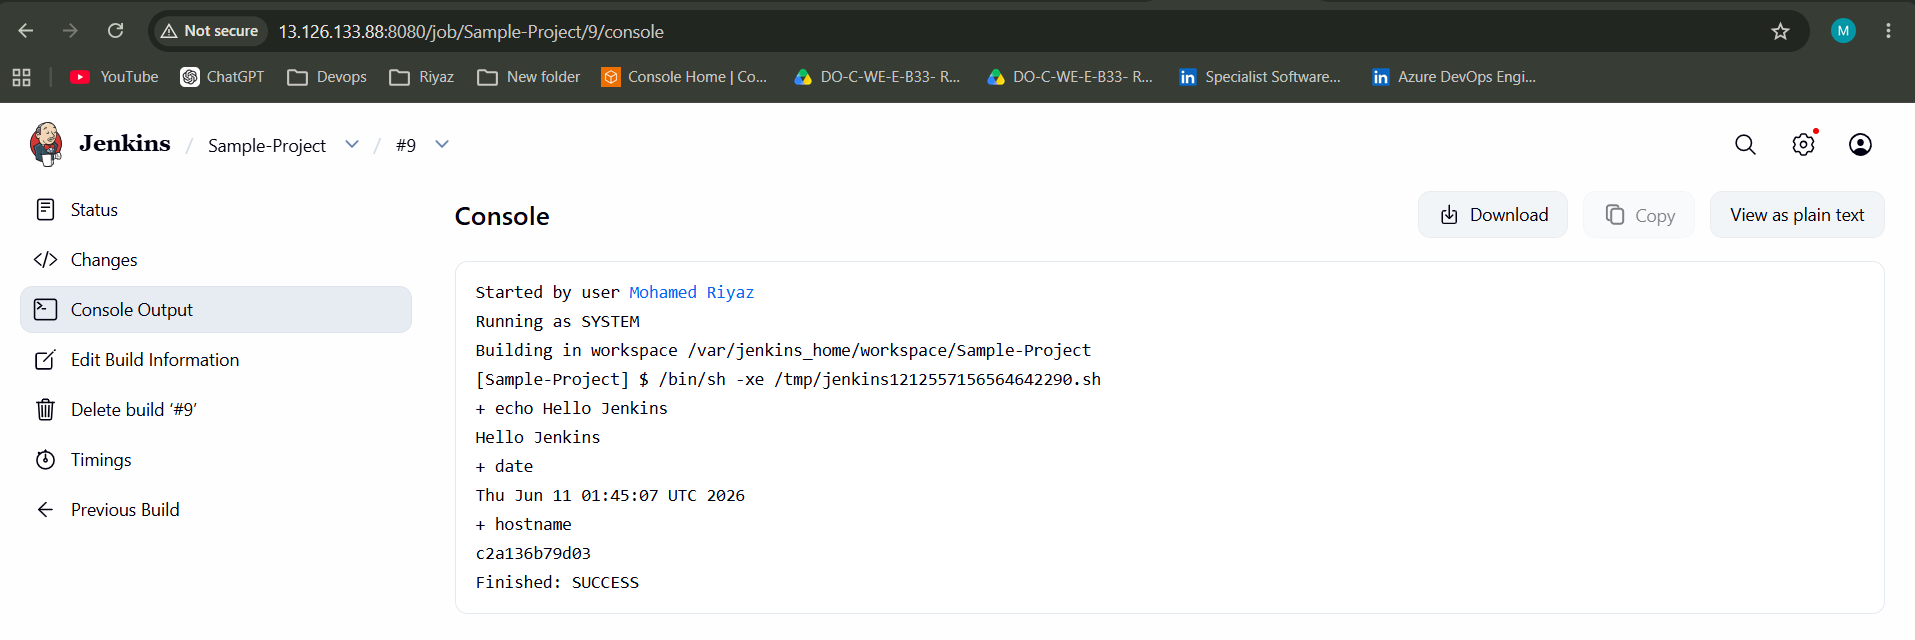 Not secure 13.126.133.88:8080/job/Sample-Project/9/console M
YouTube ChatGPT Devops Riyaz New folder Console Home | Co... DO-C-WE-E-B33- R... DO-C-WE-E-B33- R... in Specialist Software... in Azure DevOps Engi...
Jenkins / Sample-Project / #9
Status
Changes
Console Output
Edit Build Information
Delete build ‘#9’
Timings
Previous Build
Console
Download Copy View as plain text
Started by user Mohamed Riyaz
Running as SYSTEM
Building in workspace /var/jenkins_home/workspace/Sample-Project
[Sample-Project] $ /bin/sh -xe /tmp/jenkins1212557156564642290.sh
+ echo Hello Jenkins
Hello Jenkins
+ date
Thu Jun 11 01:45:07 UTC 2026
+ hostname
c2a136b79d03
Finished: SUCCESS